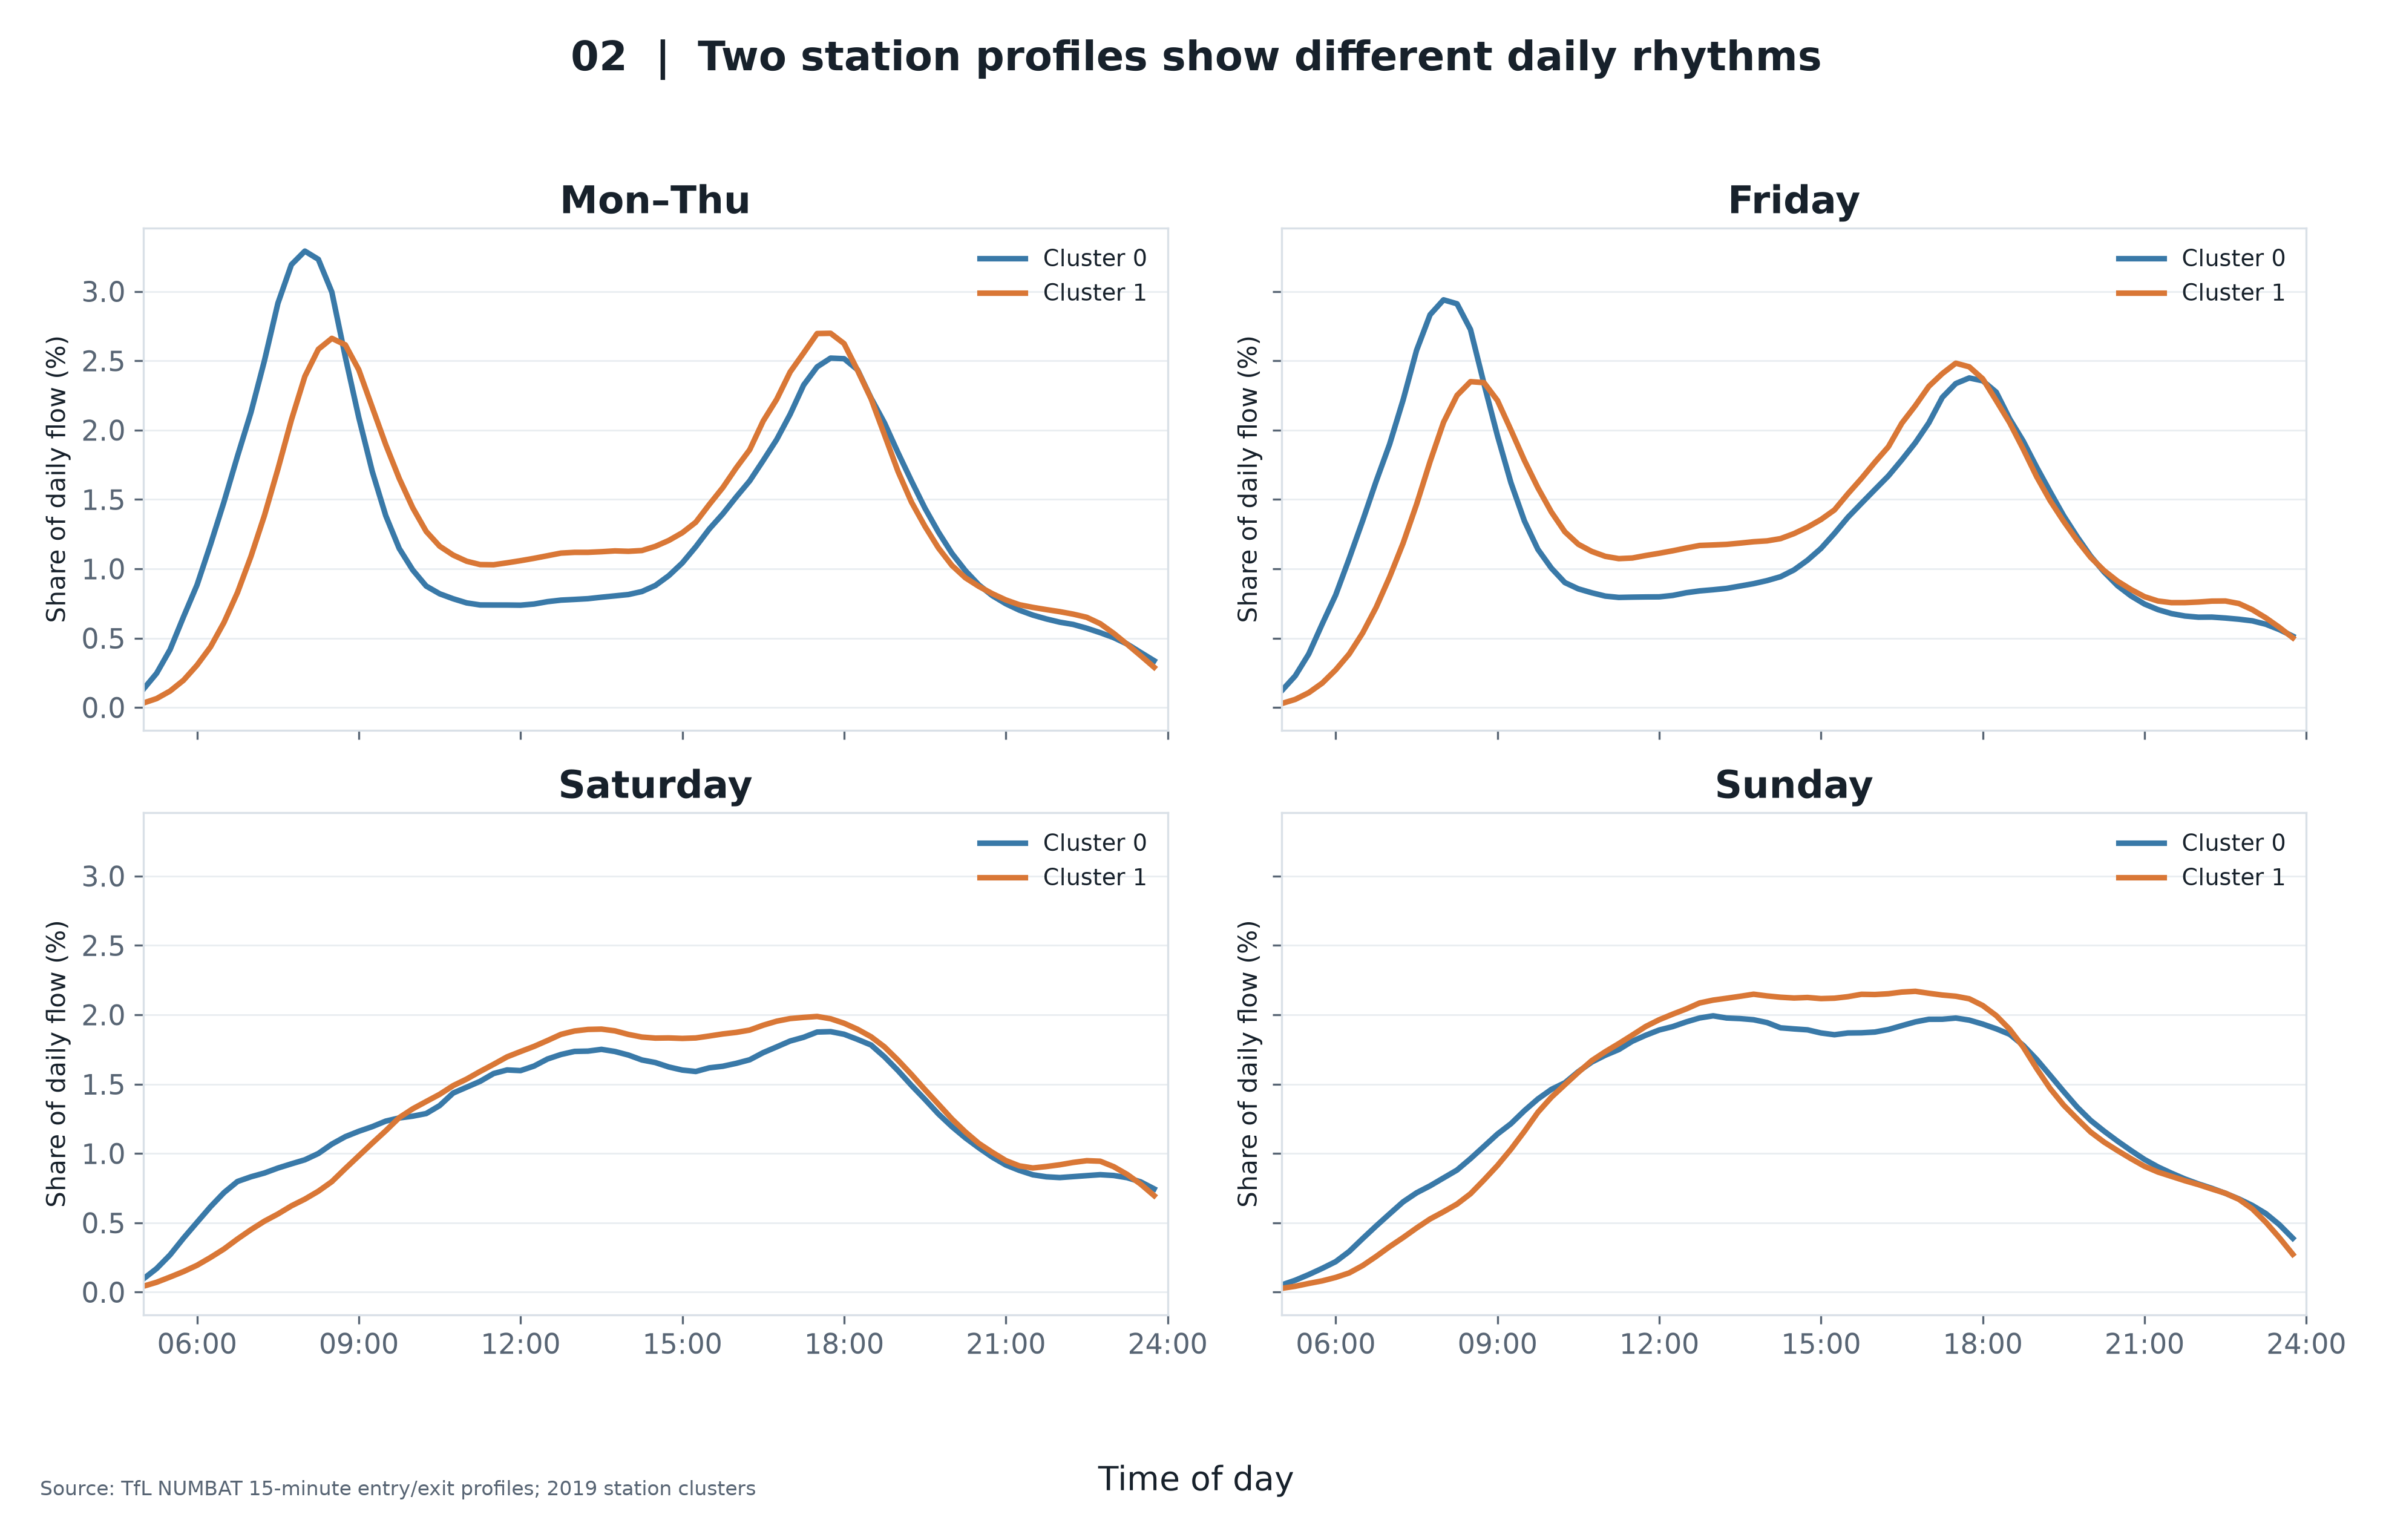 02 | Two station profiles show different daily rhythms
Mon–Thu
Share of daily flow (%)
3.0
2.5
2.0
1.5
1.0
0.5
0.0
Cluster 0
Cluster 1
Friday
Share of daily flow (%)
Cluster 0
Cluster 1
Saturday
Share of daily flow (%)
3.0
2.5
2.0
1.5
1.0
0.5
0.0
Cluster 0
Cluster 1
06:00 09:00 12:00 15:00 18:00 21:00 24:00
Sunday
Share of daily flow (%)
Cluster 0
Cluster 1
06:00 09:00 12:00 15:00 18:00 21:00 24:00
Time of day
Source: TfL NUMBAT 15-minute entry/exit profiles; 2019 station clusters